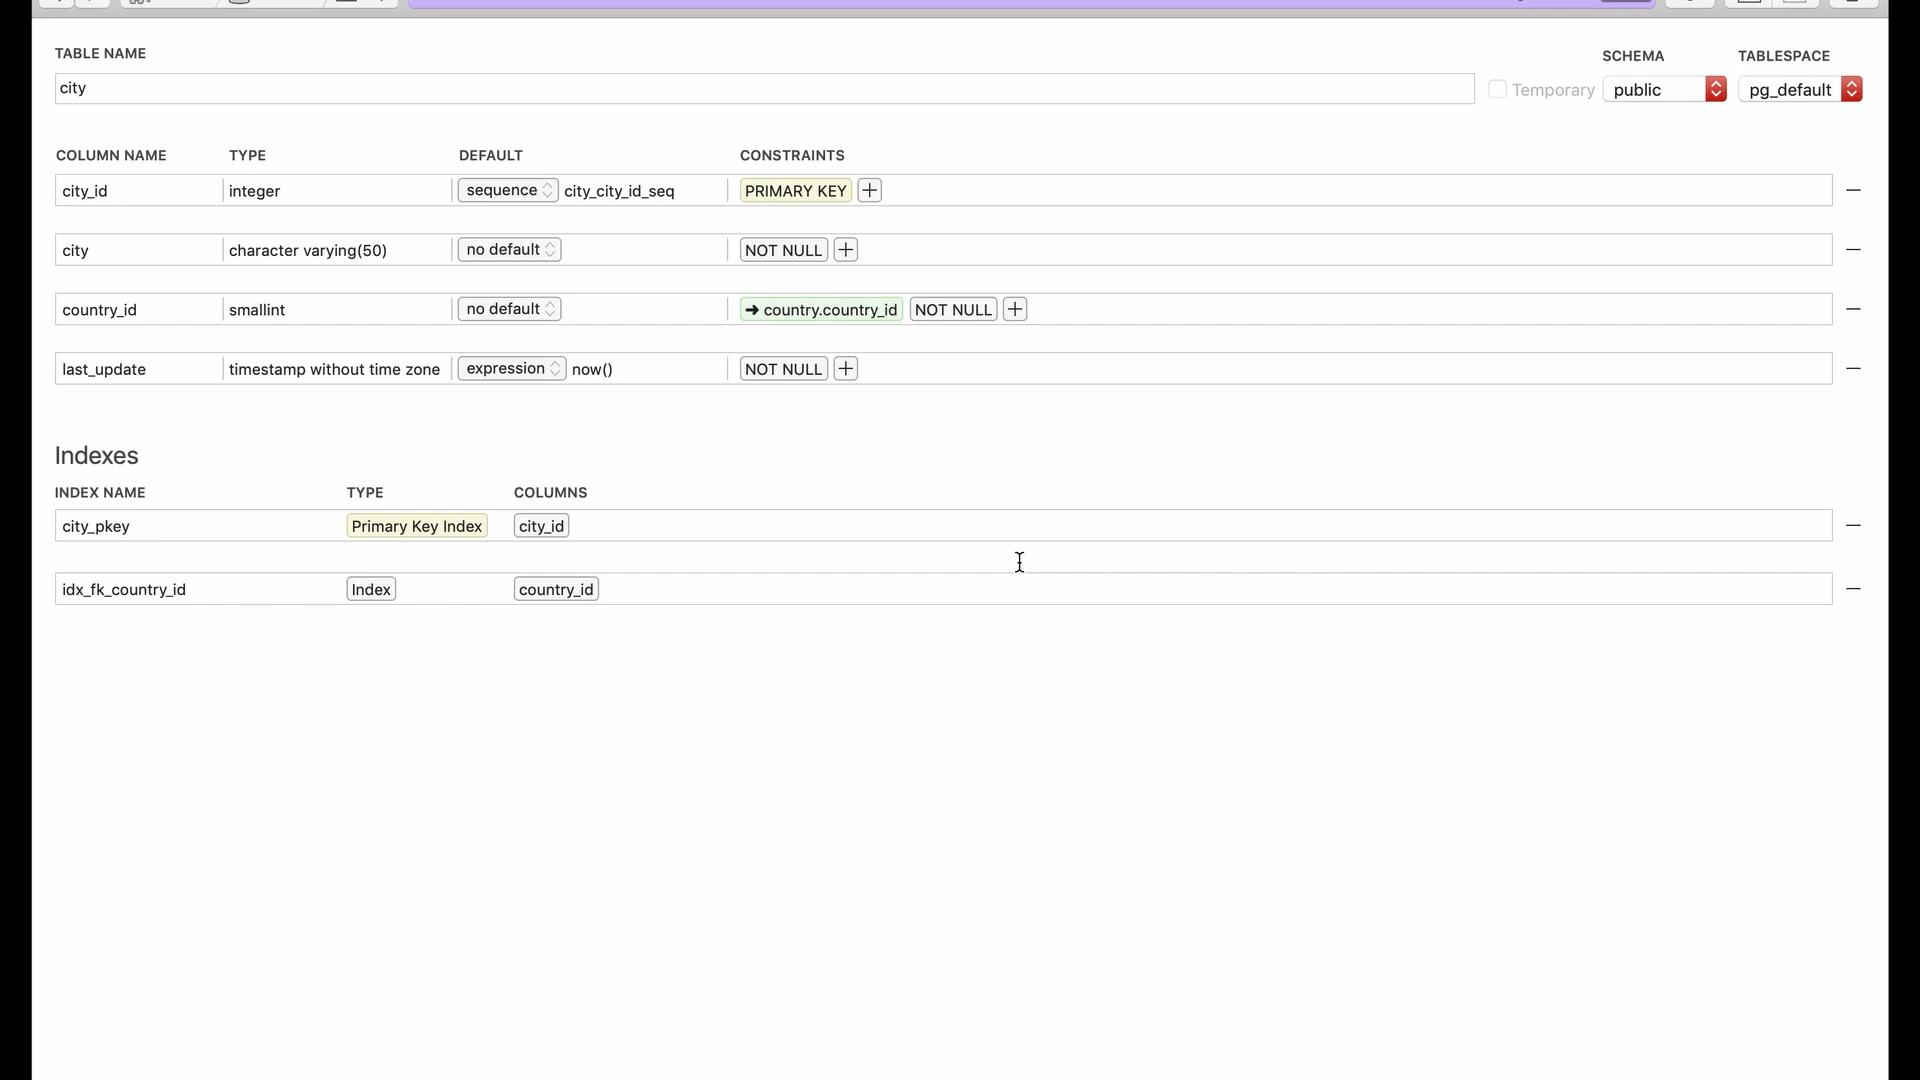 TABLE NAME SCHEMA TABLESPACE
city Temporary public pg_default
COLUMN NAME TYPE DEFAULT CONSTRAINTS
city_id integer sequence city_city_id_seq PRIMARY KEY
city character varying(50) no default NOT NULL
country_id smallint no default ➜ country.country_id NOT NULL
last_update timestamp without time zone expression now() NOT NULL
Indexes
INDEX NAME TYPE COLUMNS
city_pkey Primary Key Index city_id
idx_fk_country_id Index country_id